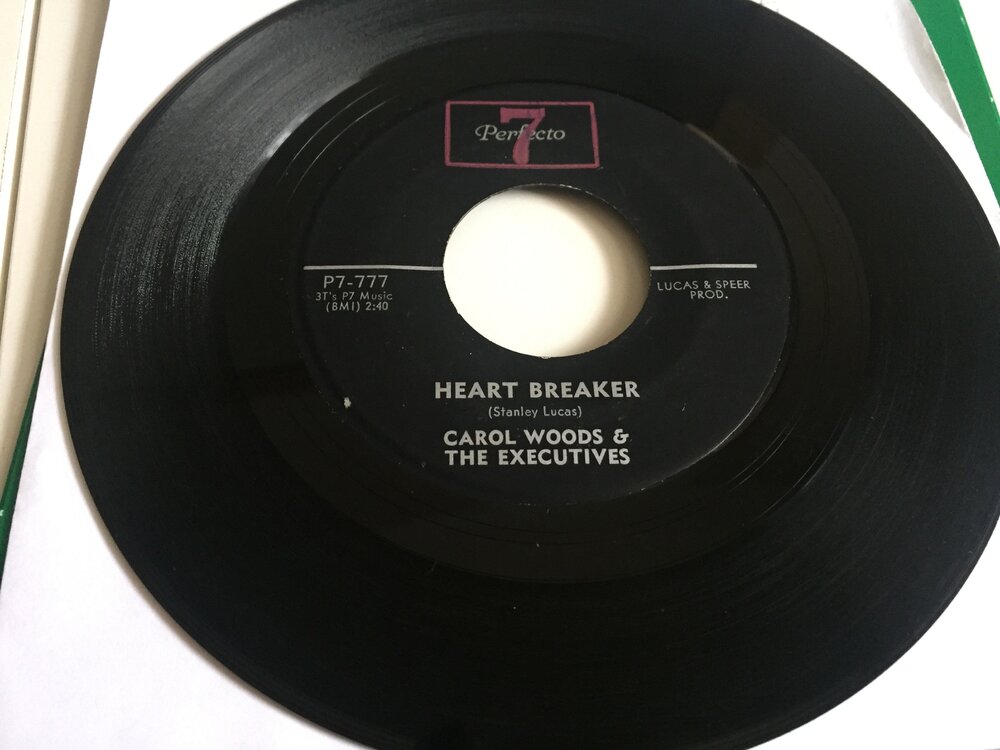 7
Perfecto
P7-777
3T's P7 Music
(BMI) 2:40
LUCAS & SPEER
PROD.
HEART BREAKER
(Stanley Lucas)
CAROL WOODS &
THE EXECUTIVES